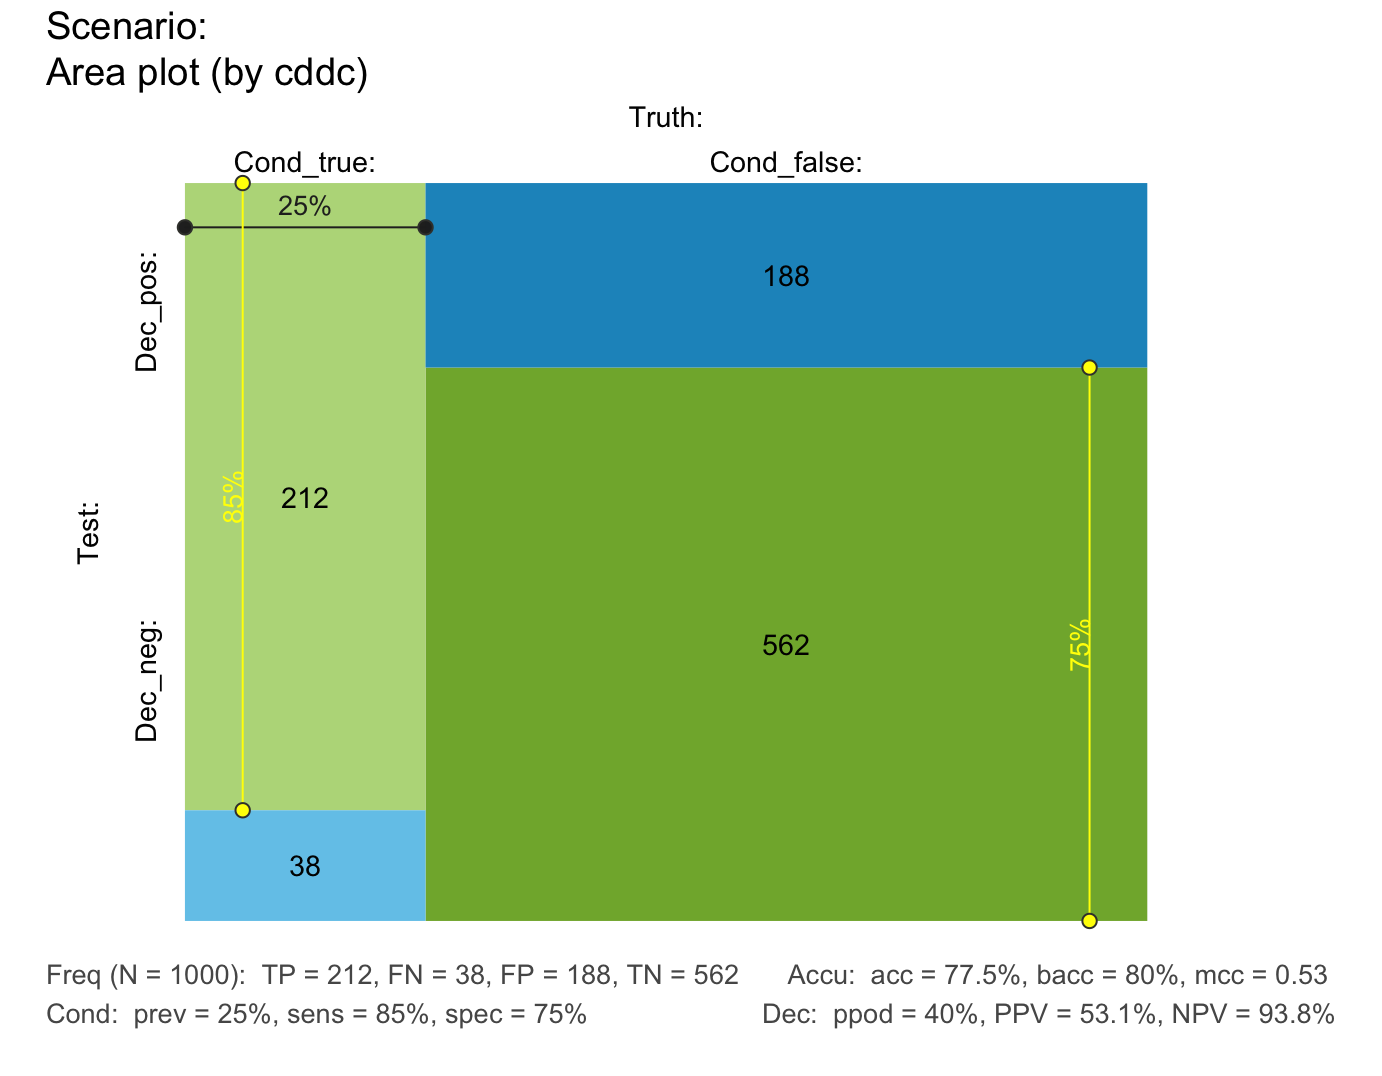 Scenario:
Area plot (by cddc)
Truth:
Cond_true:
Cond_false:
25%
188
Dec_pos:
85%
212
Test:
562
75%
Dec_neg:
38
Freq (N = 1000):  TP = 212, FN = 38, FP = 188, TN = 562
Accu:  acc = 77.5%, bacc = 80%, mcc = 0.53
Cond:  prev = 25%, sens = 85%, spec = 75%
Dec:  ppod = 40%, PPV = 53.1%, NPV = 93.8%